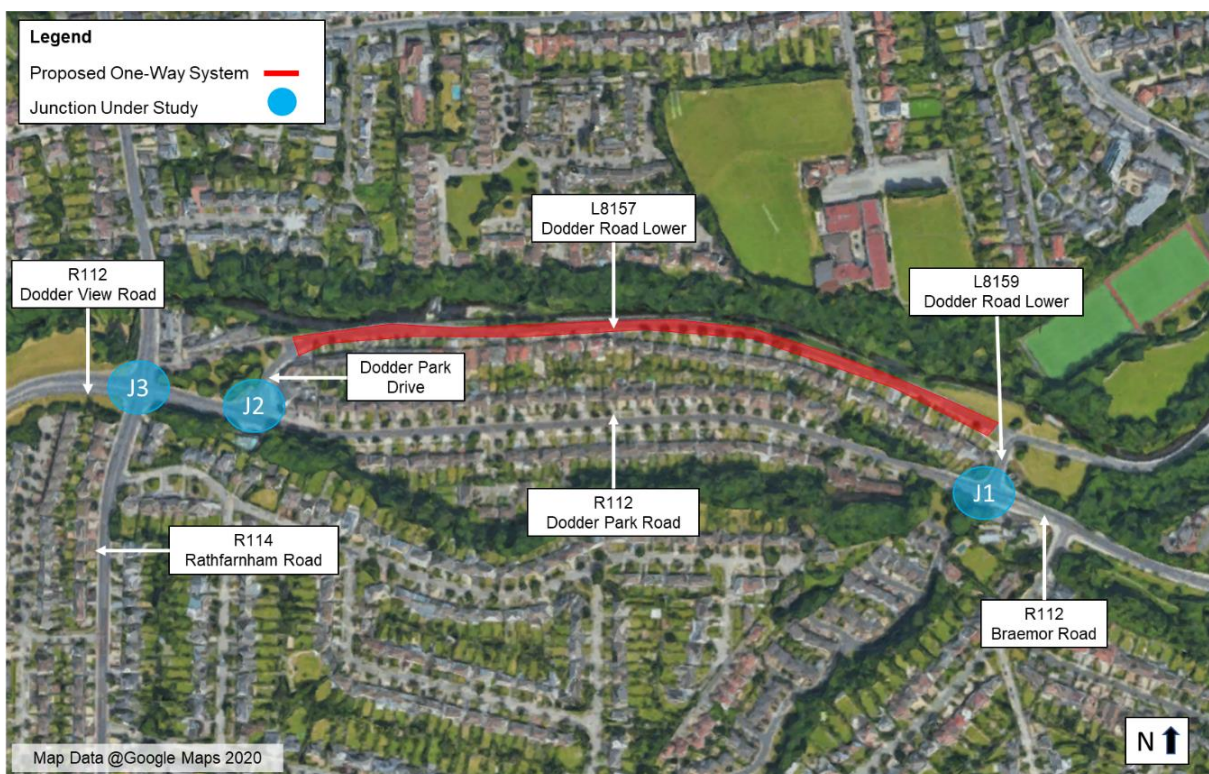 Legend
Proposed One-Way System
Junction Under Study
L8157
Dodder Road Lower
R112
Dodder View Road
L8159
Dodder Road Lower
Dodder Park
Drive
J3
J2
J1
R112
Dodder Park Road
R114
Rathfarnham Road
R112
Braemor Road
Map Data @Google Maps 2020
N